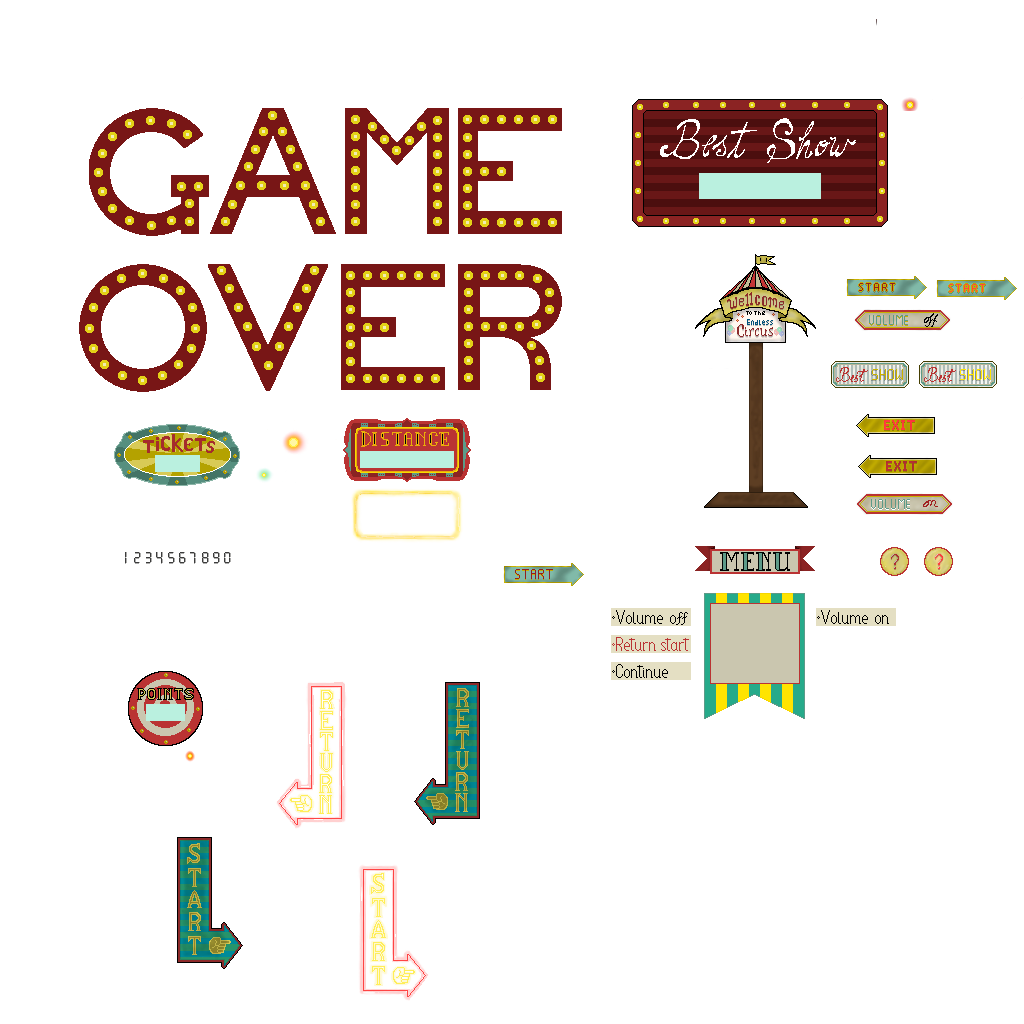 GAME
OVER
Best Show
Wellcome
TO THE
Endless
Circus
START
START
VOLUME off
Best SHOW
Best SHOW
EXIT
EXIT
VOLUME on
TiCKETS
DISTANCE
1234567890
START
MENU
?
?
·Volume off
·Return start
·Continue
·Volume on
POINTS
RETURN
RETURN
START
START